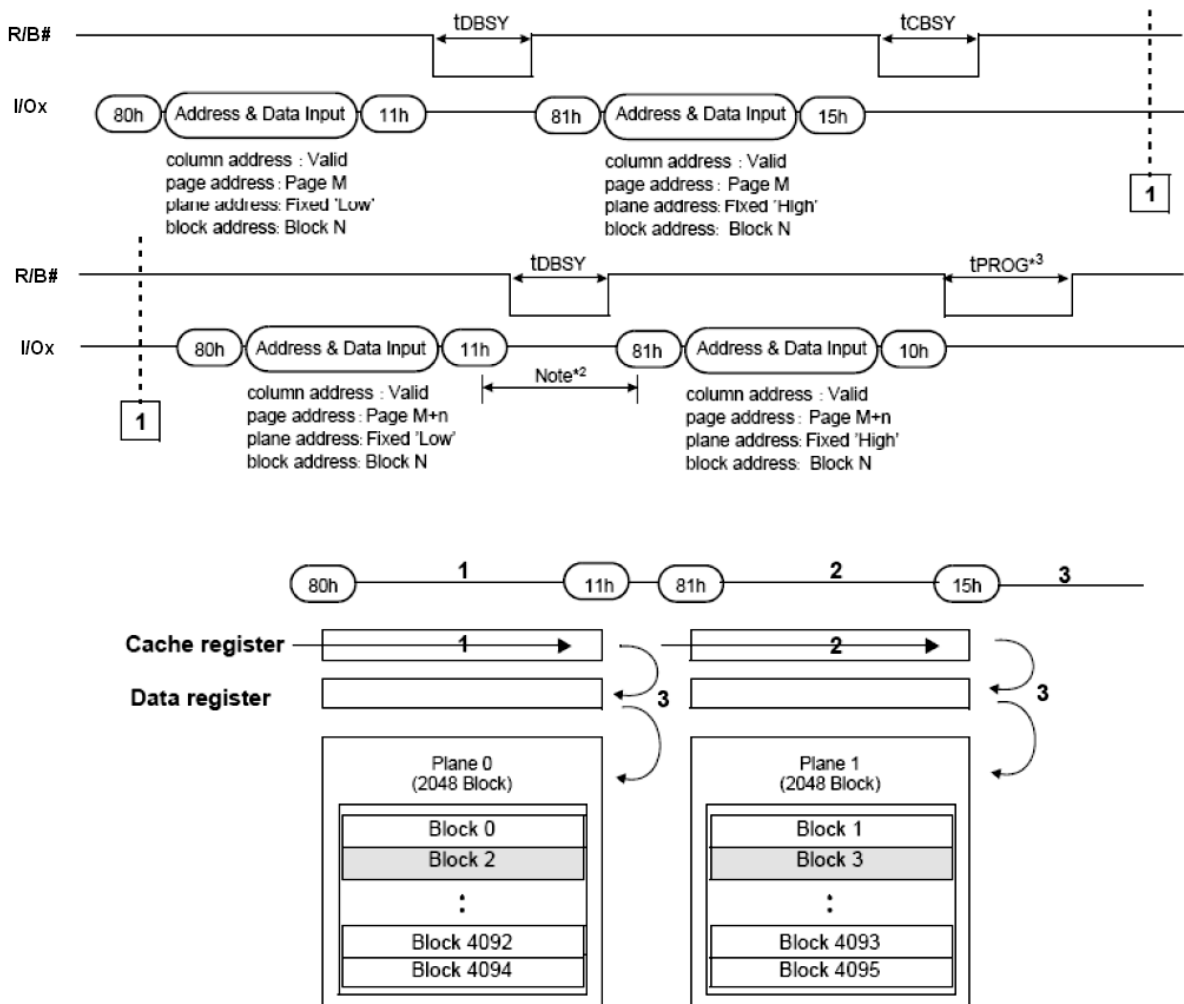 R/B#
tDBSY
tCBSY
I/Ox
80h
Address & Data Input
11h
81h
Address & Data Input
15h
column address : Valid
page address : Page M
plane address: Fixed 'Low'
block address: Block N
column address : Valid
page address : Page M
plane address: Fixed 'High'
block address: Block N
1
R/B#
tDBSY
tPROG*3
I/Ox
80h
Address & Data Input
11h
81h
Address & Data Input
10h
Note*2
1
column address : Valid
page address : Page M+n
plane address: Fixed 'Low'
block address: Block N
column address : Valid
page address : Page M+n
plane address: Fixed 'High'
block address: Block N
80h
1
11h
81h
2
15h
3
Cache register
1
2
Data register
3
3
Plane 0
(2048 Block)
Block 0
Block 2
:
Block 4092
Block 4094
Plane 1
(2048 Block)
Block 1
Block 3
:
Block 4093
Block 4095